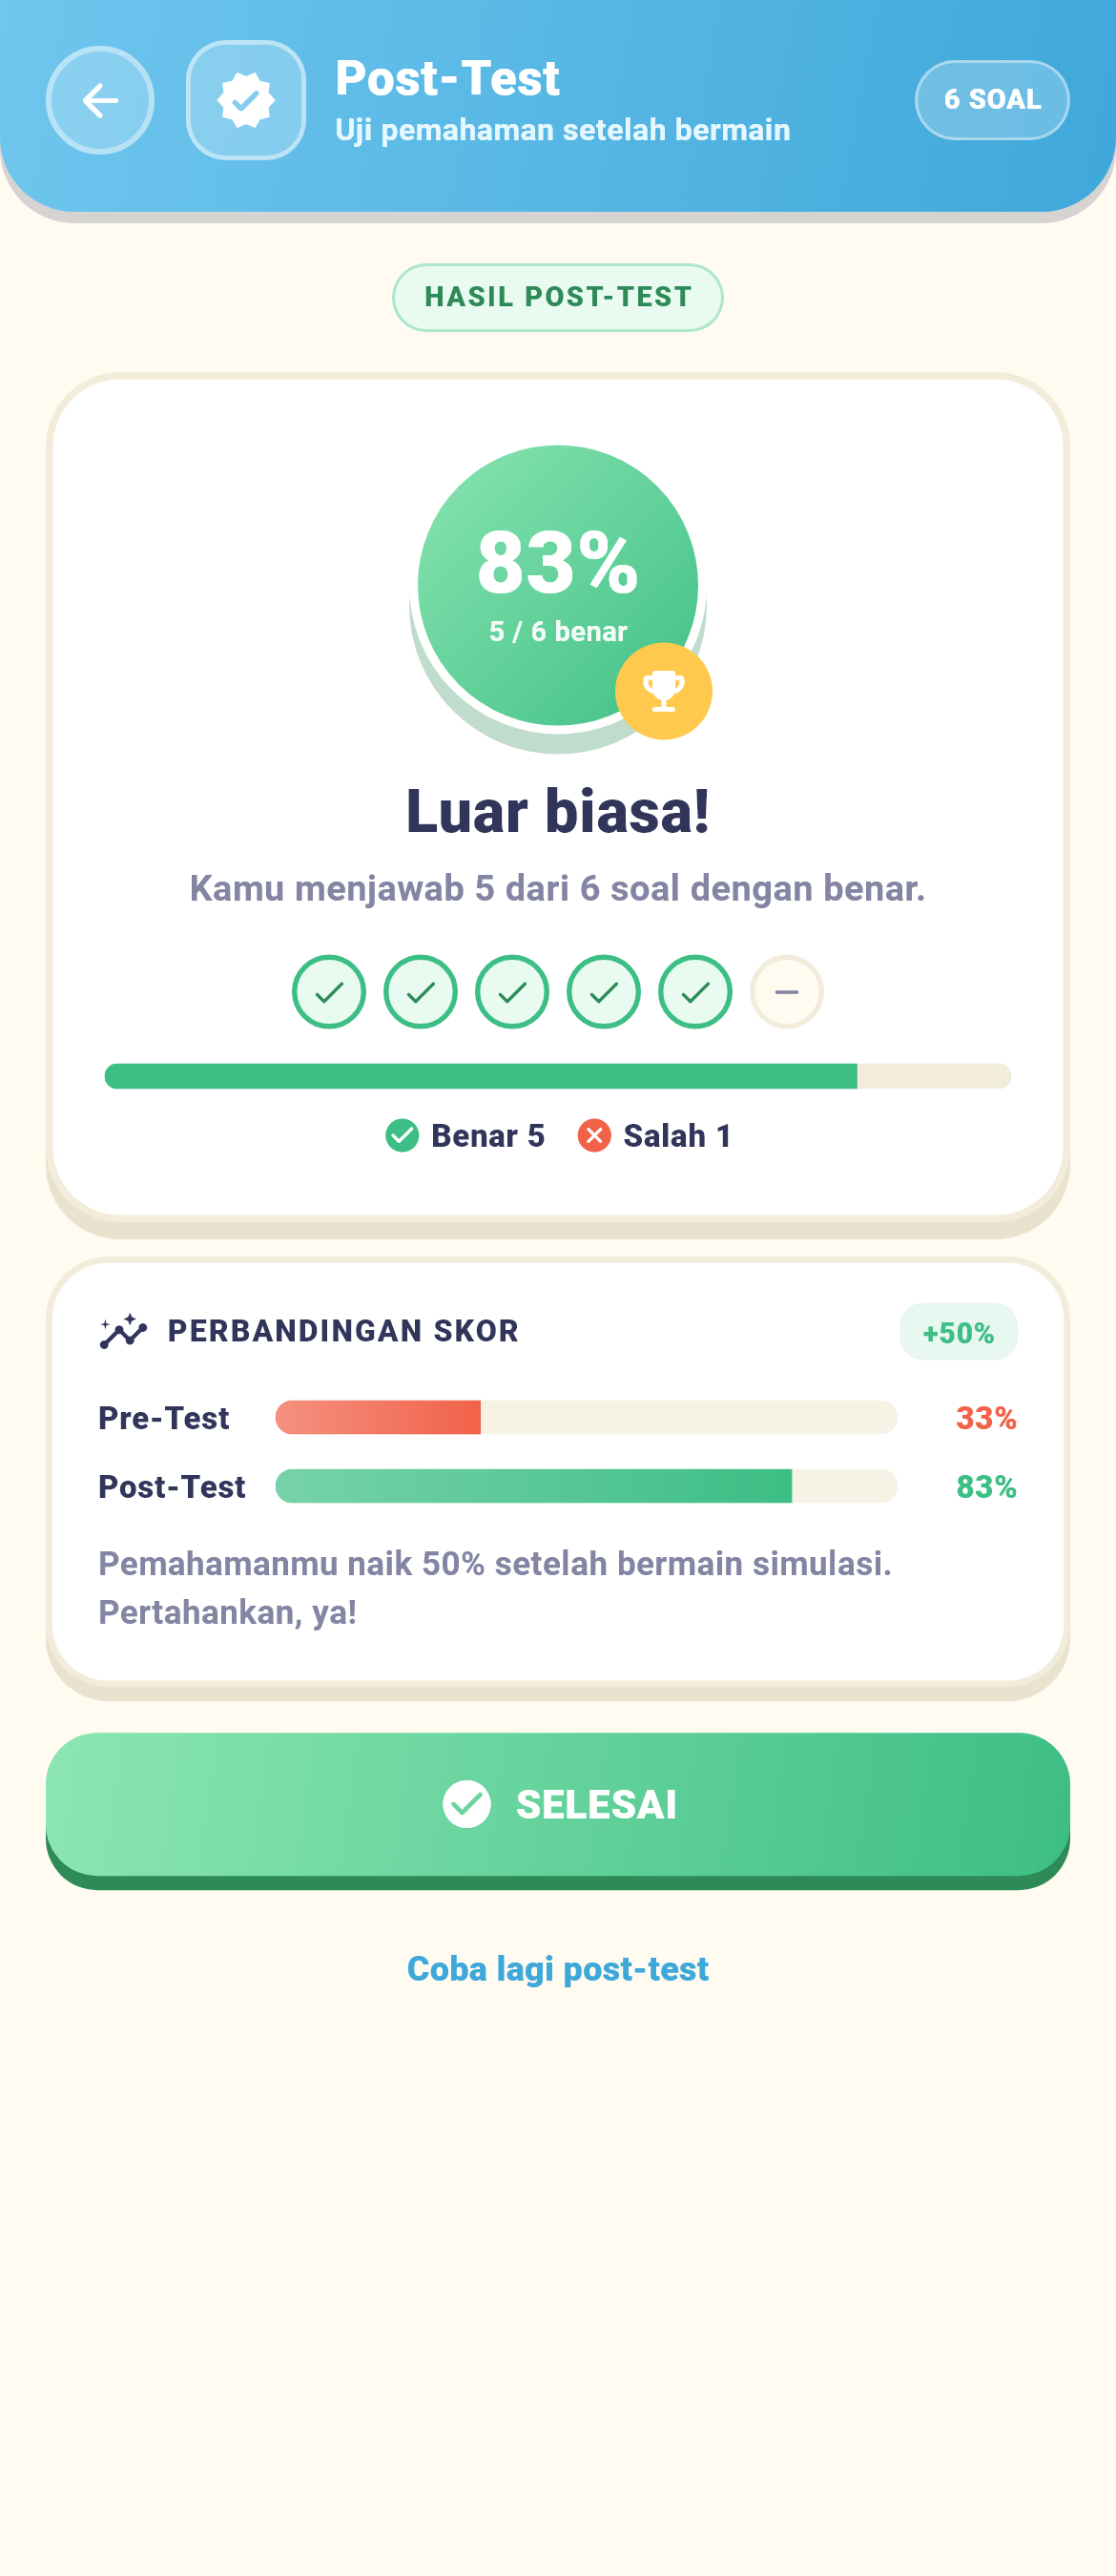 Post-Test
Uji pemahaman setelah bermain
6 SOAL
HASIL POST-TEST
83%
5 / 6 benar
Luar biasa!
Kamu menjawab 5 dari 6 soal dengan benar.
Benar 5 Salah 1
PERBANDINGAN SKOR +50%
Pre-Test 33%
Post-Test 83%
Pemahamanmu naik 50% setelah bermain simulasi.
Pertahankan, ya!
SELESAI
Coba lagi post-test